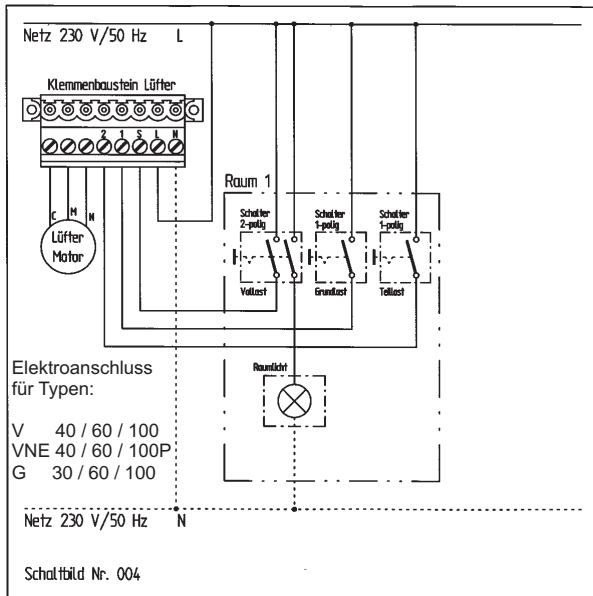 Netz 230 V/50 Hz L
Klemmenbaustein Lüfter
2 1 S L N
C M N
Lüfter
Motor
Raum 1
Schalter
2-polig
Schalter
1-polig
Schalter
1-polig
Vollast
Grundlast
Teillast
Raumlicht
Elektroanschluss
für Typen:
V 40 / 60 / 100
VNE 40 / 60 / 100P
G 30 / 60 / 100
Netz 230 V/50 Hz N
Schaltbild Nr. 004